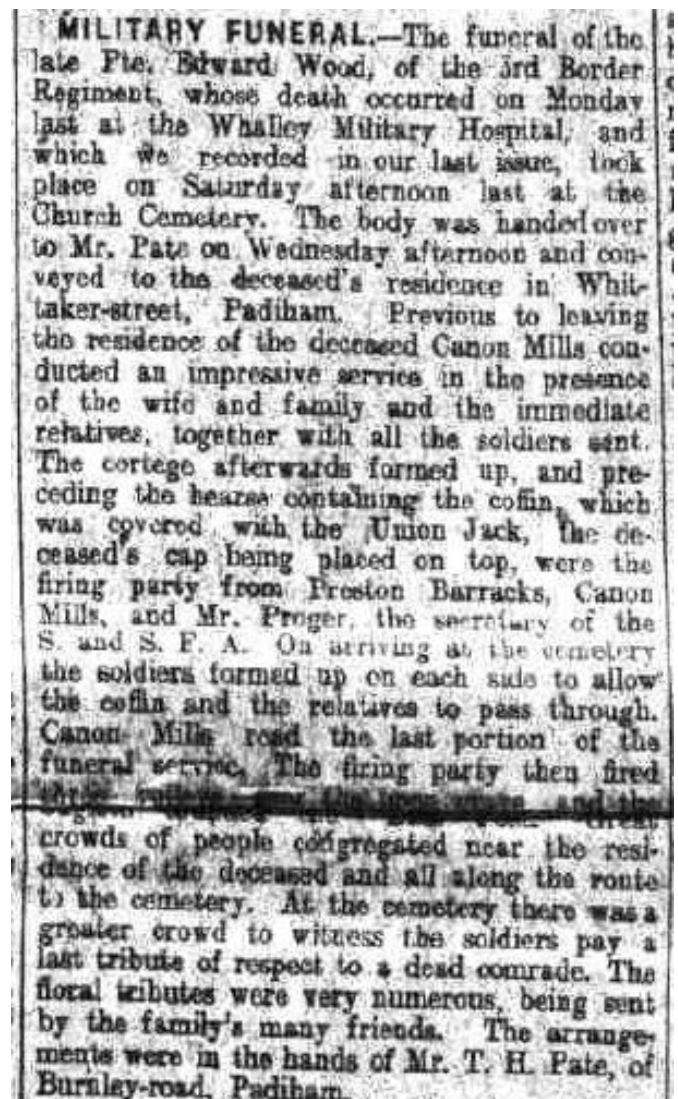 MILITARY FUNERAL.—The funeral of the
late Pte. Edward Wood, of the 3rd Border
Regiment, whose death occurred on Monday
last at the Whalley Military Hospital, and
which we recorded in our last issue, took
place on Saturday afternoon last at the
Church Cemetery. The body was handed over
to Mr. Pate on Wednesday afternoon and con-
veyed to the deceased's residence in Whit-
taker-street, Padiham. Previous to leaving
the residence of the deceased Canon Mills con-
ducted an impressive service in the presence
of the wife and family and the immediate
relatives, together with all the soldiers sent.
The cortege afterwards formed up, and pre-
ceding the hearse containing the coffin, which
was covered with the Union Jack, the de-
ceased's cap being placed on top, were the
firing party from Preston Barracks, Canon
Mills, and Mr. Proger, the secretary of the
S. and S. F. A. On arriving at the cemetery
the soldiers formed up on each side to allow
the coffin and the relatives to pass through.
Canon Mills read the last portion of the
funeral service. The firing party then fired
three volleys over the open grave, and the
Great
crowds of people congregated near the resi-
dence of the deceased and all along the route
to the cemetery. At the cemetery there was a
greater crowd to witness the soldiers pay a
last tribute of respect to a dead comrade. The
floral tributes were very numerous, being sent
by the family's many friends. The arrange-
ments were in the hands of Mr. T. H. Pate, of
Burnley-road, Padiham.